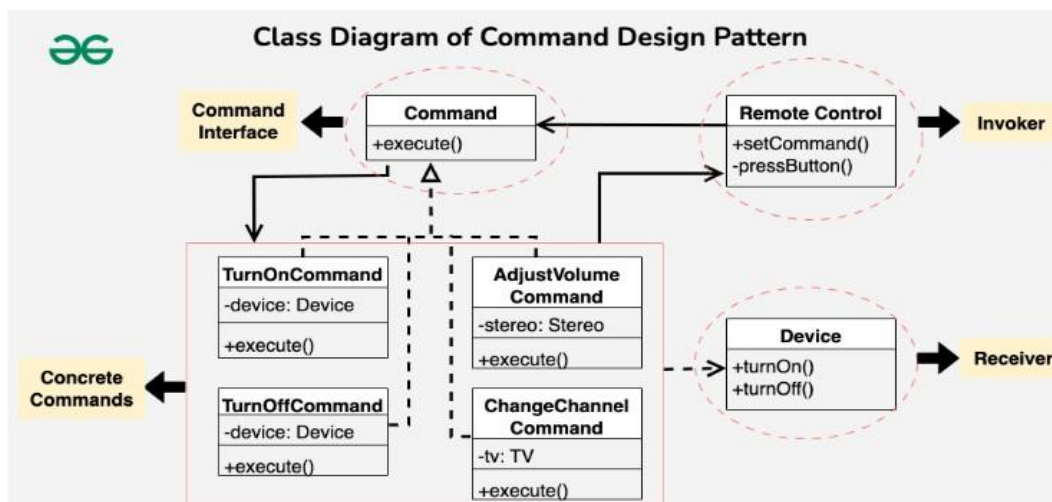 Class Diagram of Command Design Pattern
Command
Interface
Command
+execute()
Remote Control
+setCommand()
-pressButton()
Invoker
TurnOnCommand
-device: Device
+execute()
AdjustVolume
Command
-stereo: Stereo
+execute()
Device
+turnOn()
+turnOff()
Receiver
Concrete
Commands
TurnOffCommand
-device: Device
+execute()
ChangeChannel
Command
-tv: TV
+execute()